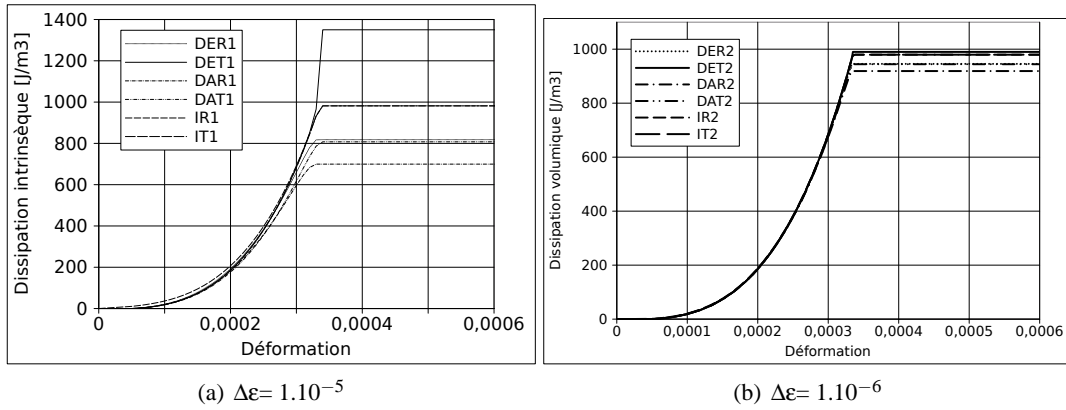 Dissipation intrinsèque [J/m3]
1400
1200
1000
800
600
400
200
0
DER1
DET1
DAR1
DAT1
IR1
IT1
0
0,0002
0,0004
0,0006
Déformation
(a) Δε= 1.10−5
Dissipation volumique [J/m3]
1000
800
600
400
200
0
DER2
DET2
DAR2
DAT2
IR2
IT2
0
0,0001
0,0002
0,0003
0,0004
0,0005
0,0006
Déformation
(b) Δε= 1.10−6